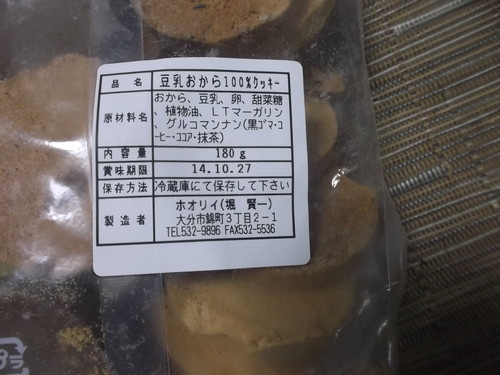 品名 豆乳おから100%クッキー
原材料名 おから、豆乳、卵、甜菜糖
、植物油、LTマーガリン
、グルコマンナン(黒ゴマ・コ
ーヒー・ココア・抹茶)
内容量 180g
賞味期限 14.10.27
保存方法 冷蔵庫にて保存して下さい
製造者 ホオリイ(堀 賢一)
大分市錦町3丁目2-1
TEL532-9896 FAX532-5536
プラ